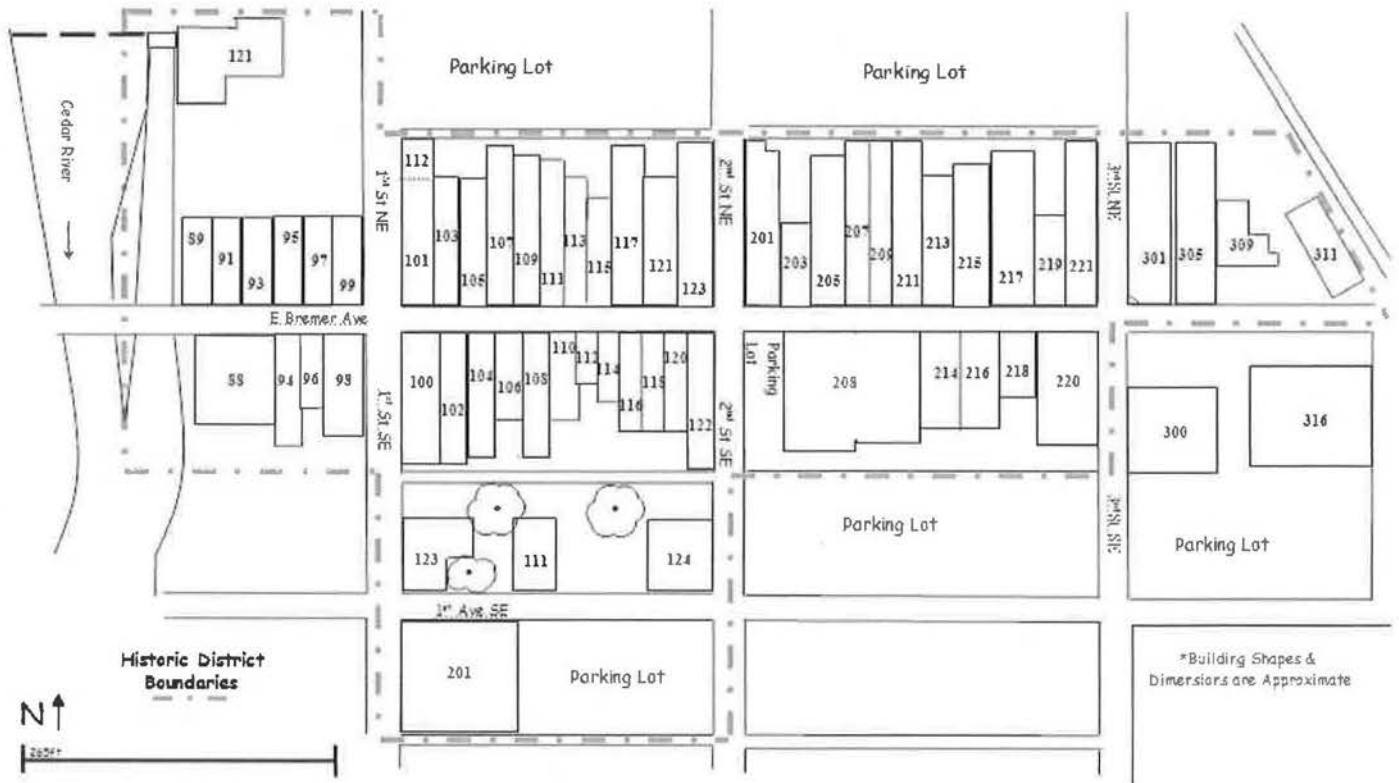 121
Parking Lot
Parking Lot
Cedar River
1st St NE
2nd St NE
3rd St. NE
112
89
91
93
95
97
99
101
103
105
107
109
111
113
115
117
121
123
201
203
205
207
209
211
213
215
217
219
221
301
305
309
311
E. Bremer Ave
88
94
96
98
1st St. SE
100
102
104
106
108
110
112
114
116
118
120
122
2nd St SE
Parking
Lot
208
214
216
218
220
3rd St. SE
300
316
123
111
124
Parking Lot
Parking Lot
1st Ave. SE
Historic District
Boundaries
201
Parking Lot
*Building Shapes &
Dimensions are Approximate
N
265ft